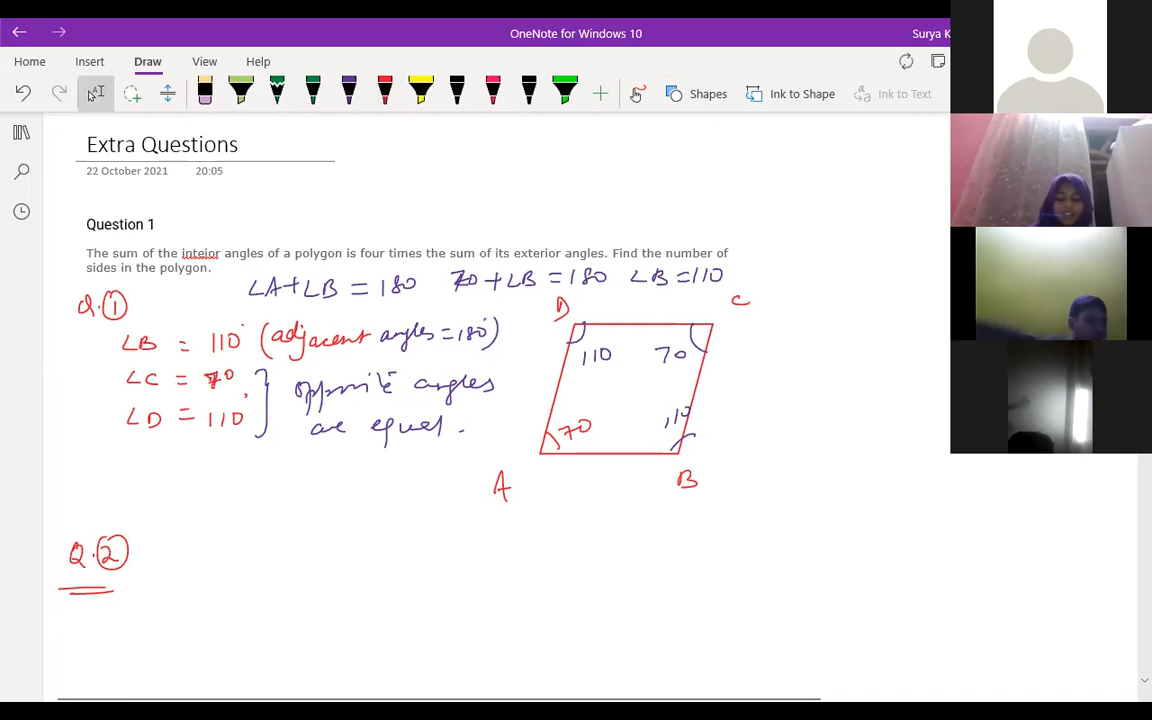 OneNote for Windows 10
Surya K
Home Insert Draw View Help
Shapes Ink to Shape Ink to Text
Extra Questions
22 October 2021 20:05
Question 1
The sum of the inteior angles of a polygon is four times the sum of its exterior angles. Find the number of
sides in the polygon.
∠A+∠B = 180 70+∠B = 180 ∠B = 110
Q.①
D C
∠B = 110° (adjacent angles = 180°)
110 70
∠C = 70
opposite angles
∠D = 110
are equal.
70 110
A B
Q.②